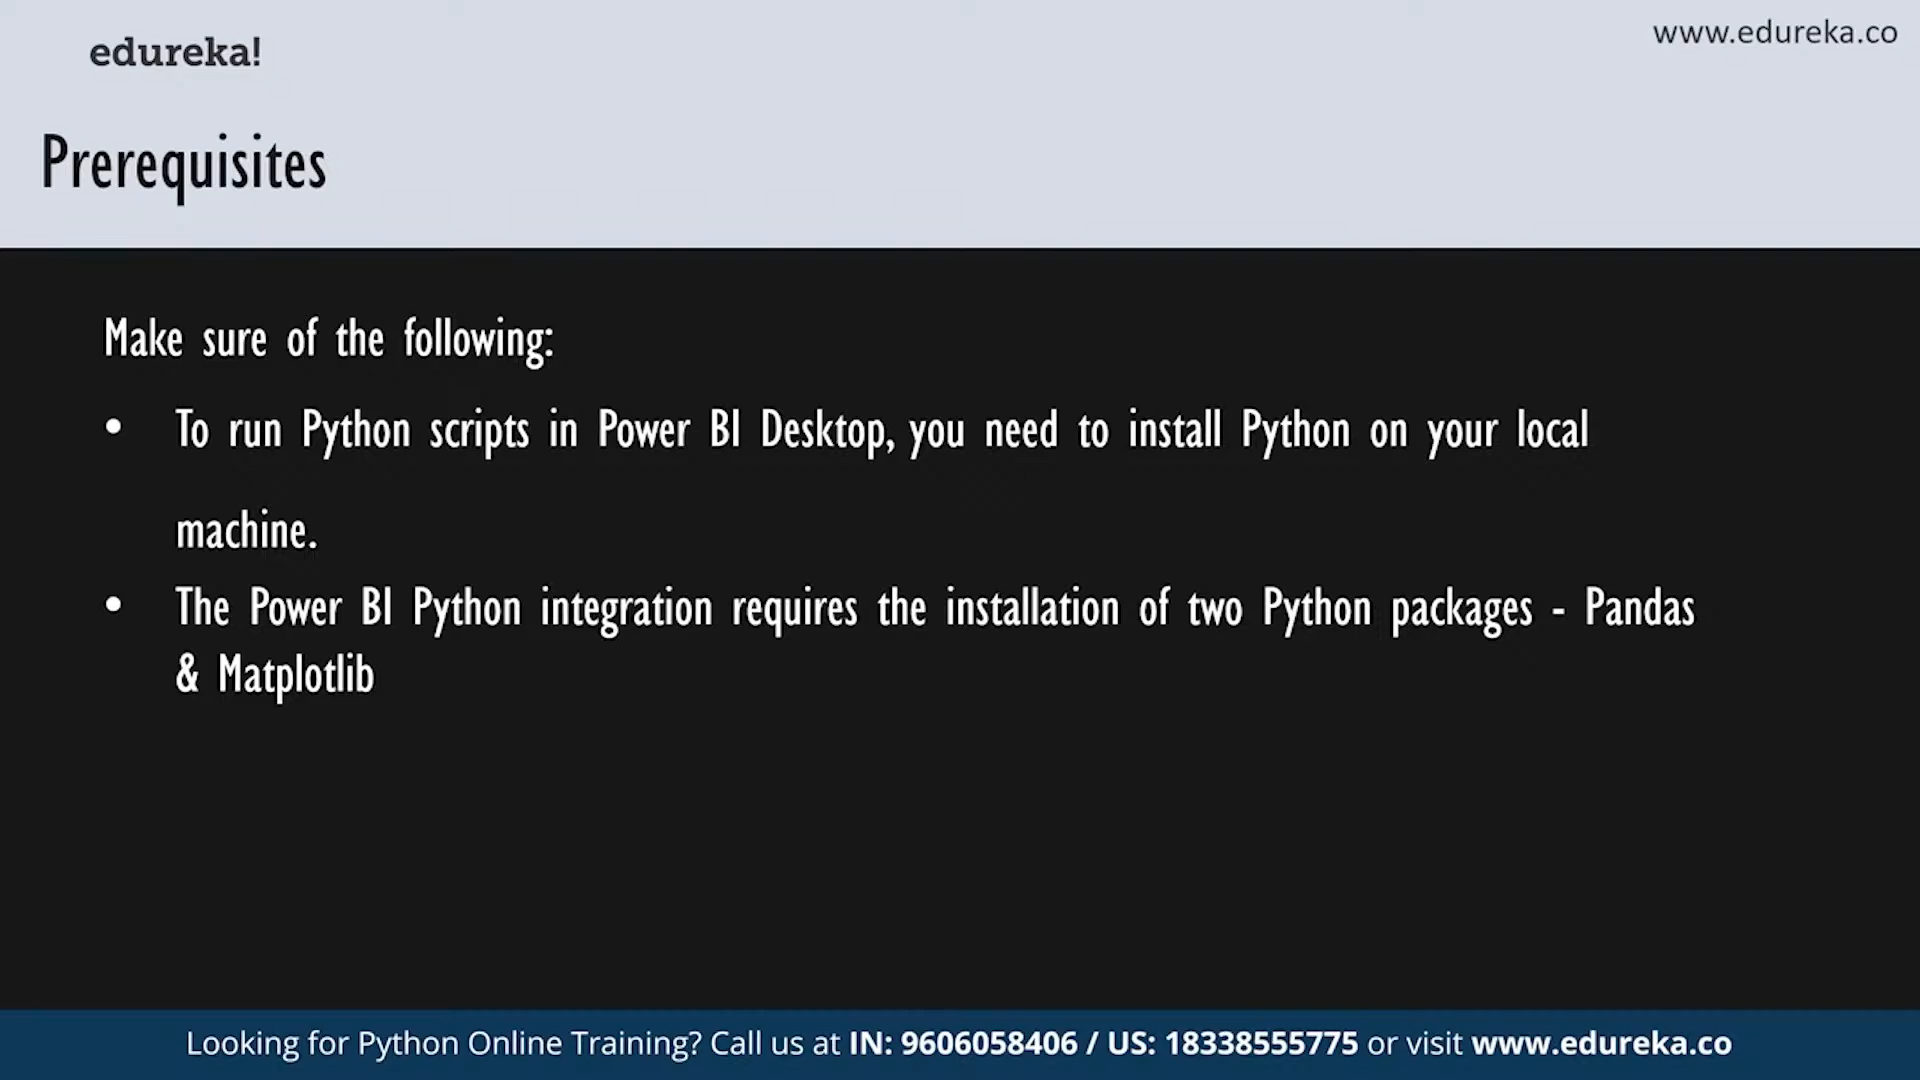 edureka!
www.edureka.co
Prerequisites
Make sure of the following:
• To run Python scripts in Power BI Desktop, you need to install Python on your local
machine.
• The Power BI Python integration requires the installation of two Python packages - Pandas
& Matplotlib
Looking for Python Online Training? Call us at IN: 9606058406 / US: 18338555775 or visit www.edureka.co